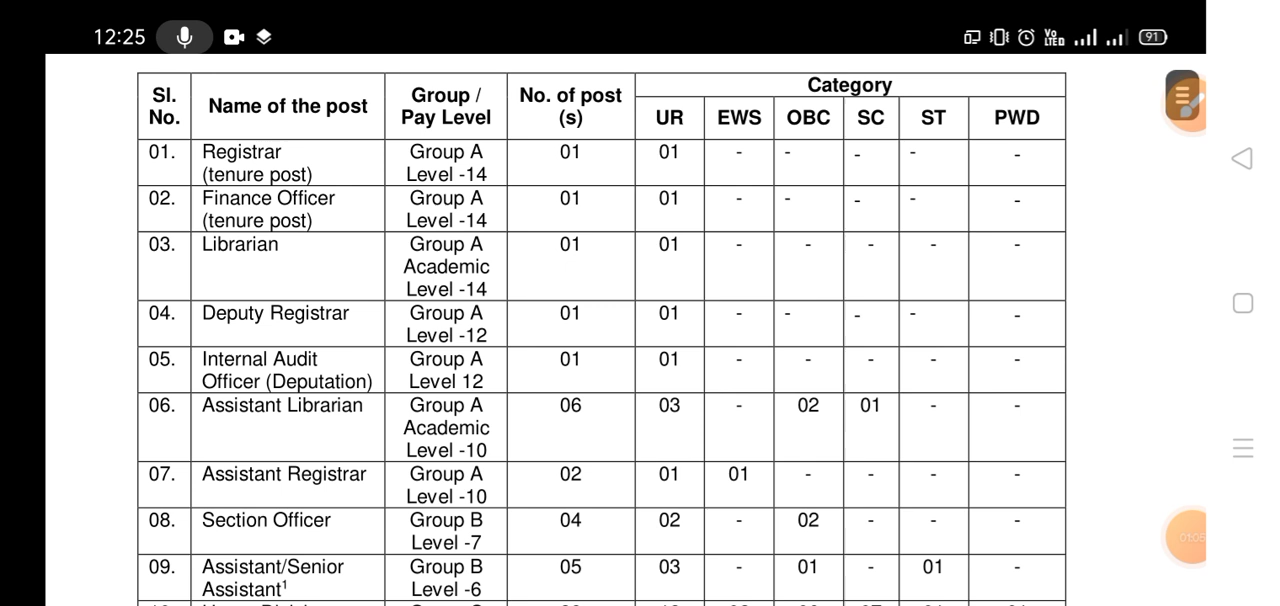 12:25 Vo LTED 91
Category
Sl. No. Name of the post Group / Pay Level No. of post (s) UR EWS OBC SC ST PWD
01. Registrar (tenure post) Group A Level -14 01 01 - - - - -
02. Finance Officer (tenure post) Group A Level -14 01 01 - - - - -
03. Librarian Group A Academic Level -14 01 01 - - - - -
04. Deputy Registrar Group A Level -12 01 01 - - - - -
05. Internal Audit Officer (Deputation) Group A Level 12 01 01 - - - - -
06. Assistant Librarian Group A Academic Level -10 06 03 - 02 01 - -
07. Assistant Registrar Group A Level -10 02 01 01 - - - -
08. Section Officer Group B Level -7 04 02 - 02 - - -
09. Assistant/Senior Assistant¹ Group B Level -6 05 03 - 01 - 01 -
01:05